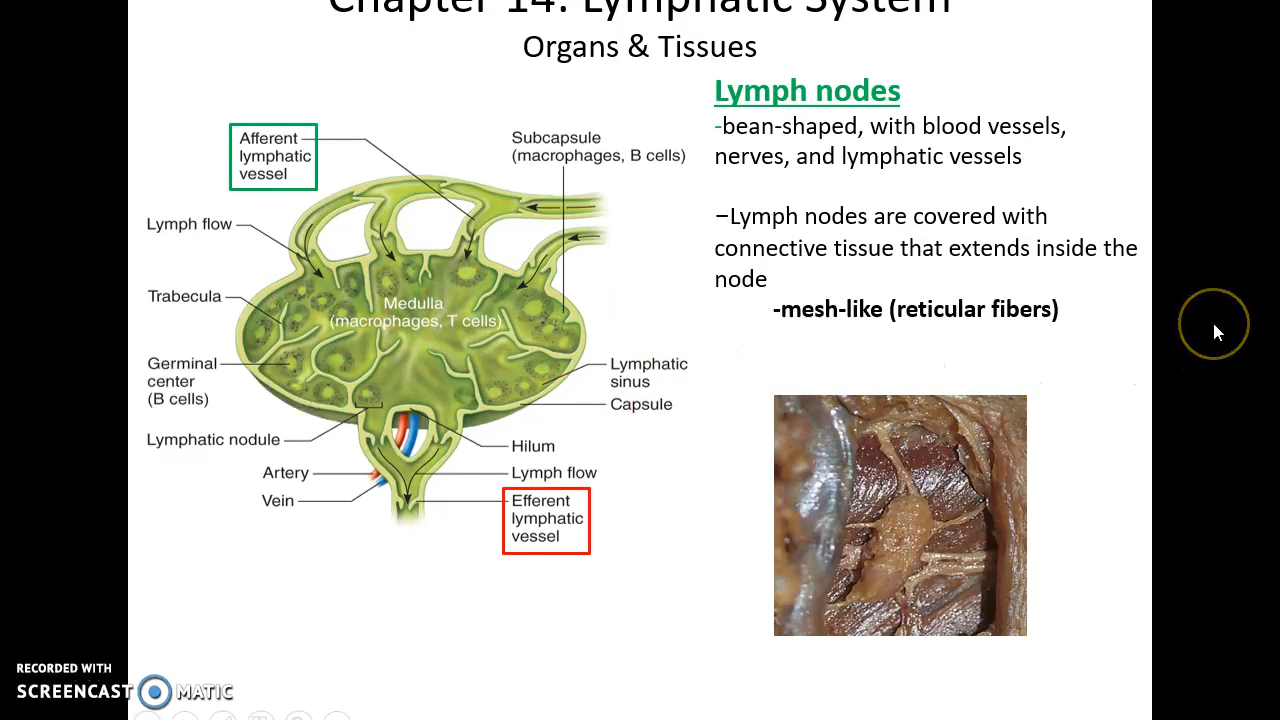 Chapter 14: Lymphatic System
Organs & Tissues
Lymph nodes
-bean-shaped, with blood vessels,
nerves, and lymphatic vessels
−Lymph nodes are covered with
connective tissue that extends inside the
node
-mesh-like (reticular fibers)
Afferent
lymphatic
vessel
Subcapsule
(macrophages, B cells)
Lymph flow
Trabecula
Medulla
(macrophages, T cells)
Germinal
center
(B cells)
Lymphatic
sinus
Capsule
Lymphatic nodule
Hilum
Artery
Lymph flow
Vein
Efferent
lymphatic
vessel
RECORDED WITH
SCREENCAST MATIC